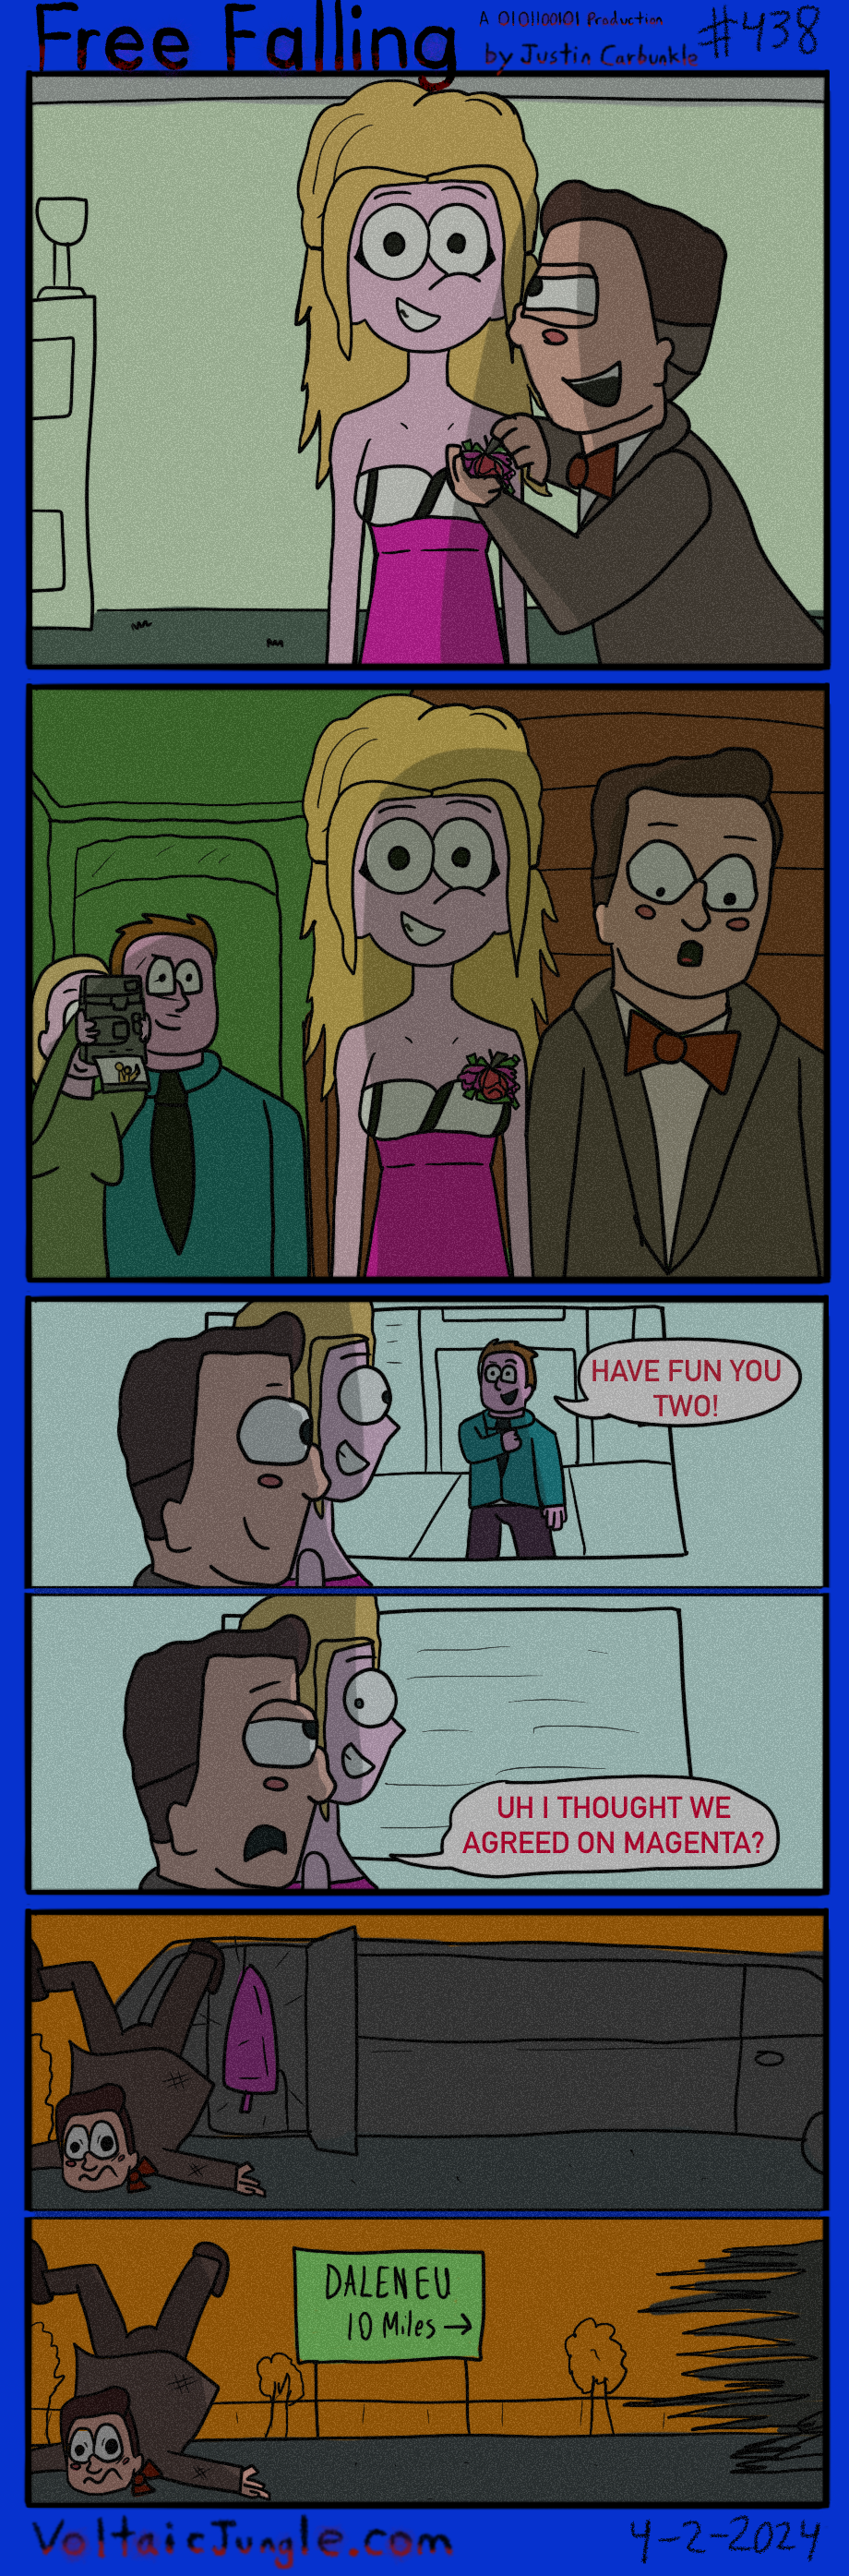 Free Falling
A 0101100101 Production
by Justin Carbunkle
#438
HAVE FUN YOU
TWO!
UH I THOUGHT WE
AGREED ON MAGENTA?
DALENEU
10 Miles →
VoltaicJungle.com
4-2-2024